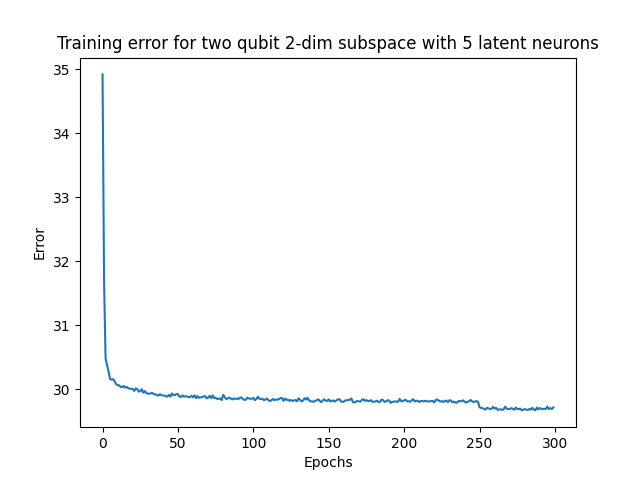 Training error for two qubit 2-dim subspace with 5 latent neurons
35
34
33
32
31
30
Error
0 50 100 150 200 250 300
Epochs